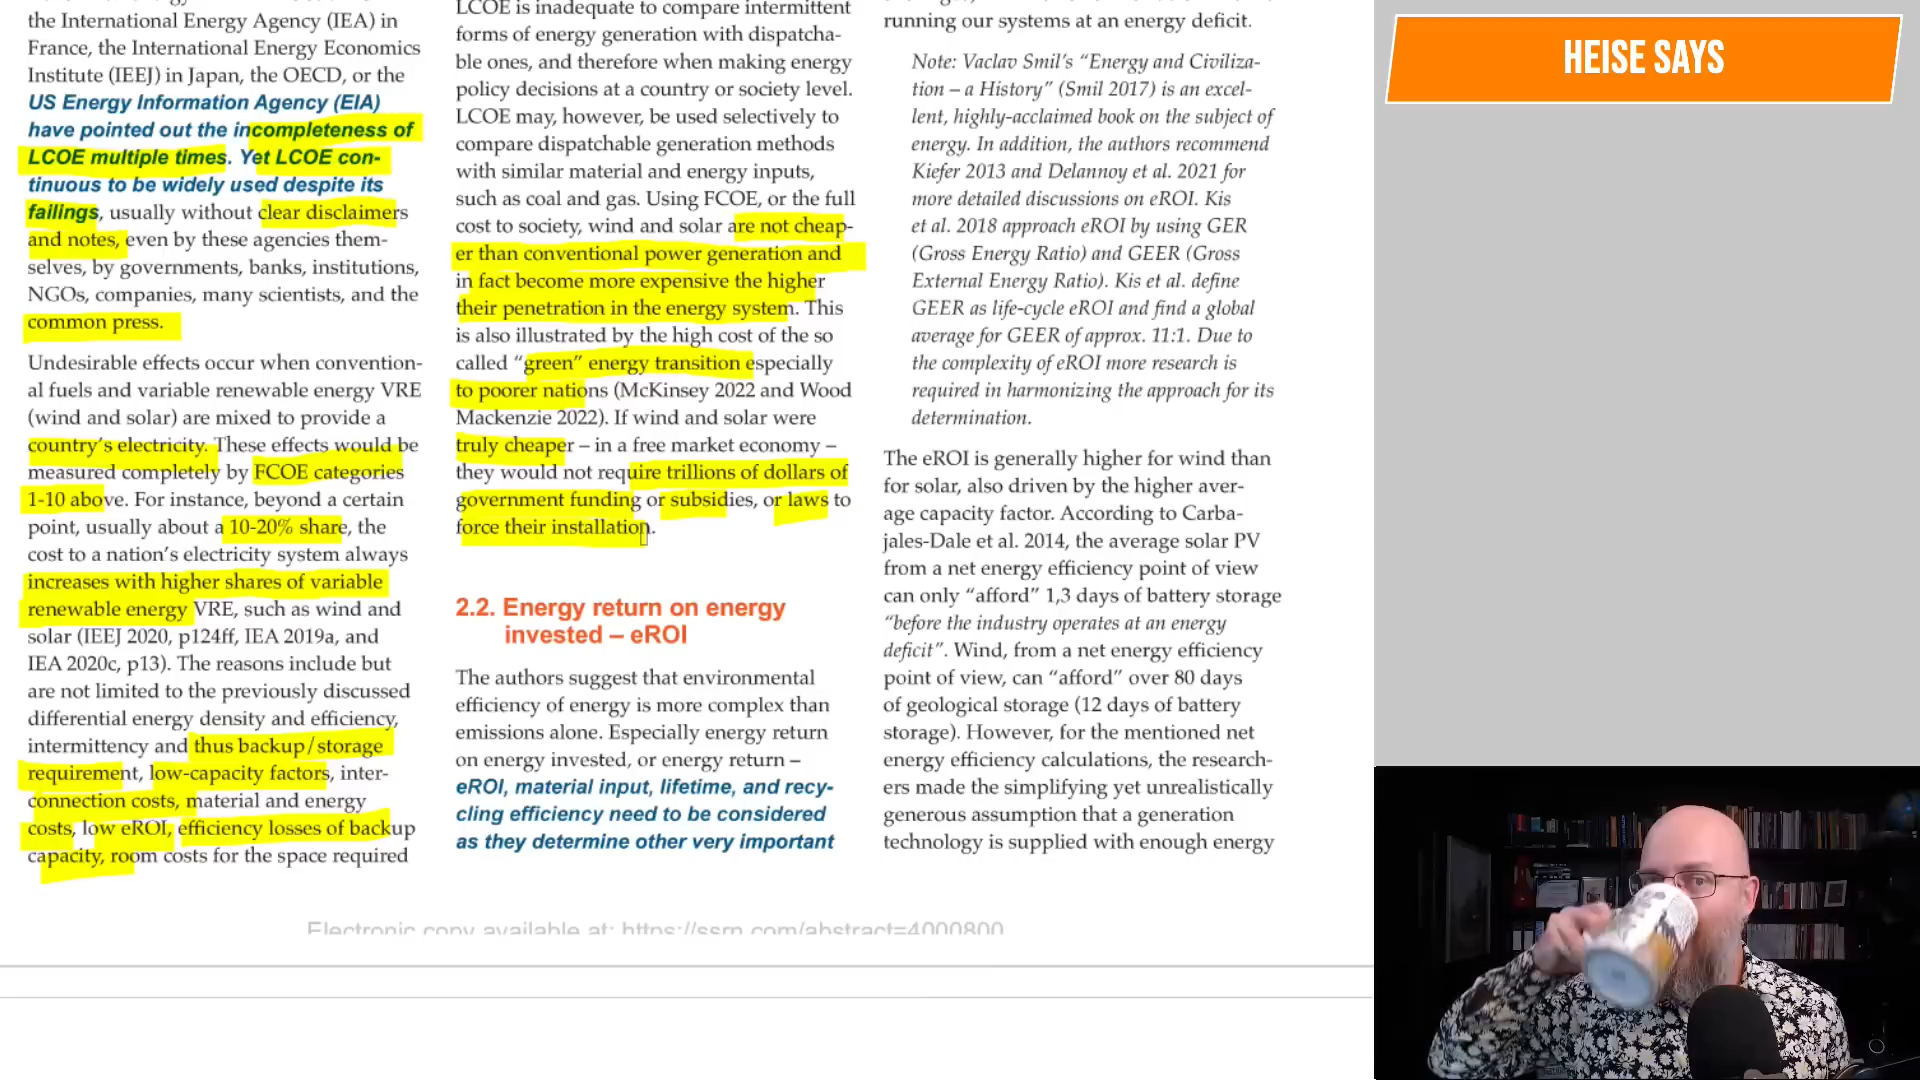 the International Energy Agency (IEA) in
France, the International Energy Economics
Institute (IEEJ) in Japan, the OECD, or the
US Energy Information Agency (EIA)
have pointed out the incompleteness of
LCOE multiple times. Yet LCOE con-
tinuous to be widely used despite its
failings, usually without clear disclaimers
and notes, even by these agencies them-
selves, by governments, banks, institutions,
NGOs, companies, many scientists, and the
common press.
Undesirable effects occur when convention-
al fuels and variable renewable energy VRE
(wind and solar) are mixed to provide a
country's electricity. These effects would be
measured completely by FCOE categories
1-10 above. For instance, beyond a certain
point, usually about a 10-20% share, the
cost to a nation's electricity system always
increases with higher shares of variable
renewable energy VRE, such as wind and
solar (IEEJ 2020, p124ff, IEA 2019a, and
IEA 2020c, p13). The reasons include but
are not limited to the previously discussed
differential energy density and efficiency,
intermittency and thus backup/storage
requirement, low-capacity factors, inter-
connection costs, material and energy
costs, low eROI, efficiency losses of backup
capacity, room costs for the space required
LCOE is inadequate to compare intermittent
forms of energy generation with dispatcha-
ble ones, and therefore when making energy
policy decisions at a country or society level.
LCOE may, however, be used selectively to
compare dispatchable generation methods
with similar material and energy inputs,
such as coal and gas. Using FCOE, or the full
cost to society, wind and solar are not cheap-
er than conventional power generation and
in fact become more expensive the higher
their penetration in the energy system. This
is also illustrated by the high cost of the so
called "green" energy transition especially
to poorer nations (McKinsey 2022 and Wood
Mackenzie 2022). If wind and solar were
truly cheaper – in a free market economy –
they would not require trillions of dollars of
government funding or subsidies, or laws to
force their installation.
2.2. Energy return on energy
invested – eROI
The authors suggest that environmental
efficiency of energy is more complex than
emissions alone. Especially energy return
on energy invested, or energy return –
eROI, material input, lifetime, and recy-
cling efficiency need to be considered
as they determine other very important
running our systems at an energy deficit.
Note: Vaclav Smil's "Energy and Civiliza-
tion – a History" (Smil 2017) is an excel-
lent, highly-acclaimed book on the subject of
energy. In addition, the authors recommend
Kiefer 2013 and Delannoy et al. 2021 for
more detailed discussions on eROI. Kis
et al. 2018 approach eROI by using GER
(Gross Energy Ratio) and GEER (Gross
External Energy Ratio). Kis et al. define
GEER as life-cycle eROI and find a global
average for GEER of approx. 11:1. Due to
the complexity of eROI more research is
required in harmonizing the approach for its
determination.
The eROI is generally higher for wind than
for solar, also driven by the higher aver-
age capacity factor. According to Carba-
jales-Dale et al. 2014, the average solar PV
from a net energy efficiency point of view
can only "afford" 1,3 days of battery storage
"before the industry operates at an energy
deficit". Wind, from a net energy efficiency
point of view, can "afford" over 80 days
of geological storage (12 days of battery
storage). However, for the mentioned net
energy efficiency calculations, the research-
ers made the simplifying yet unrealistically
generous assumption that a generation
technology is supplied with enough energy
Electronic copy available at: https://ssrn.com/abstract=4000800
HEISE SAYS